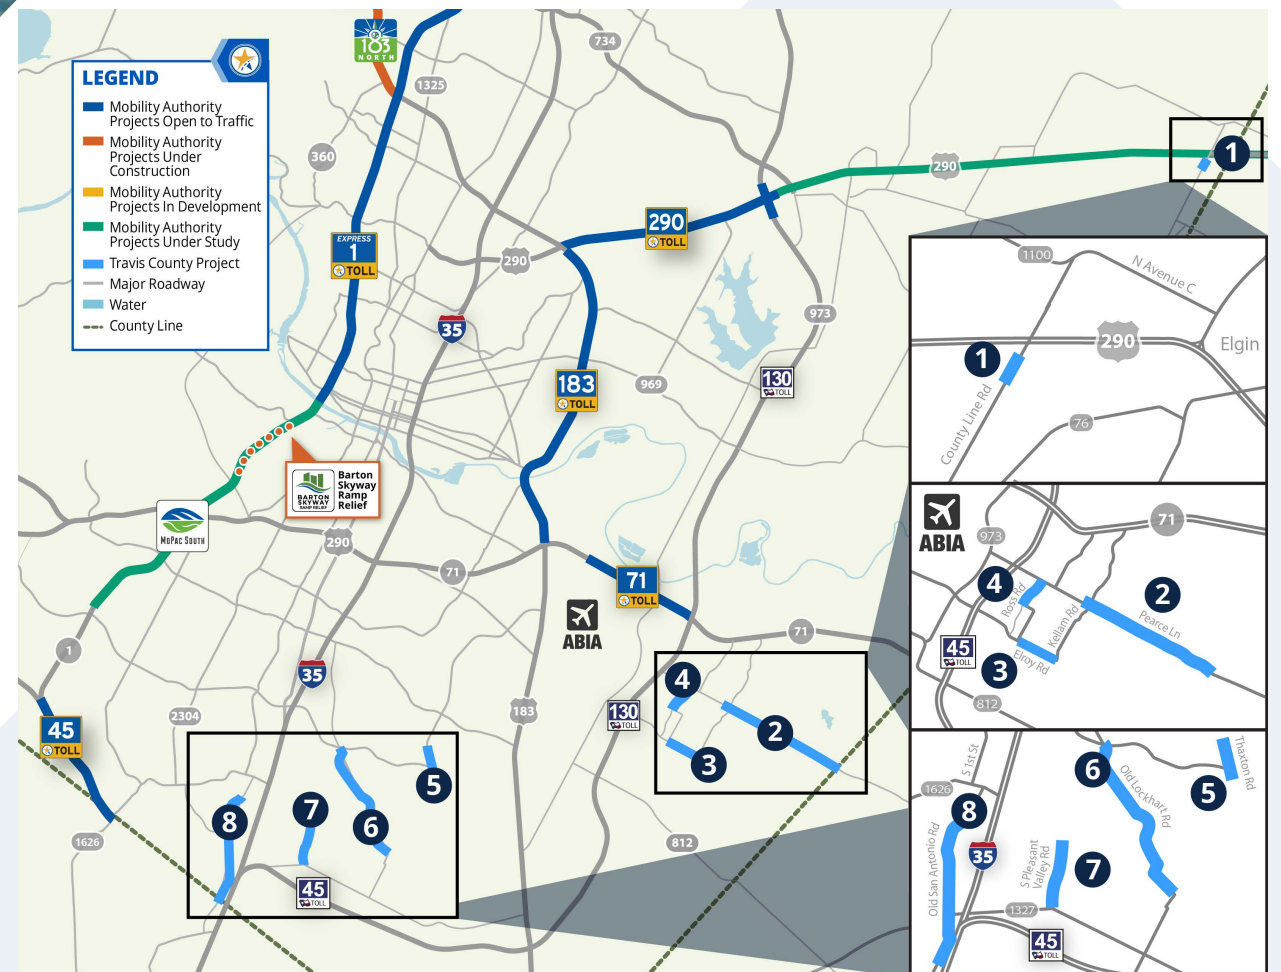 LEGEND
Mobility Authority
Projects Open to Traffic
Mobility Authority
Projects Under
Construction
Mobility Authority
Projects In Development
Mobility Authority
Projects Under Study
Travis County Project
Major Roadway
Water
County Line
183
NORTH
1325
734
360
EXPRESS
1
TOLL
290
TOLL
290
290
1
35
973
183
TOLL
969
130
TOLL
BARTON
SKYWAY
RAMP RELIEF
Barton
Skyway
Ramp
Relief
MoPac South
290
71
71
TOLL
ABIA
71
1
35
2304
183
130
TOLL
45
TOLL
1626
812
4
2
3
5
6
7
8
45
TOLL
1100
N Avenue C
290
Elgin
1
County Line Rd
76
ABIA
973
71
4
Ross Rd
2
Pearce Ln
Kellam Rd
45
TOLL
Elroy Rd
3
812
S 1st St
1626
8
Old San Antonio Rd
35
6
Old Lockhart Rd
5
Thaxton Rd
S Pleasant
Valley Rd
7
1327
45
TOLL